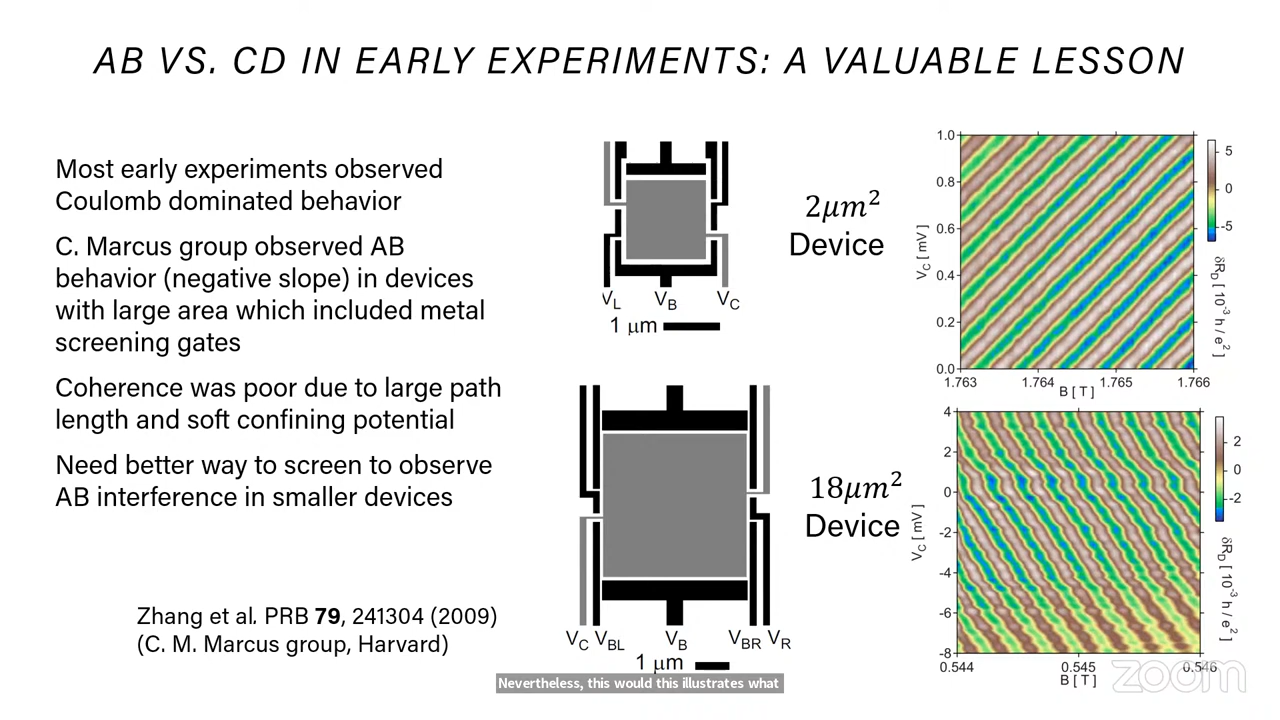 AB VS. CD IN EARLY EXPERIMENTS: A VALUABLE LESSON
Most early experiments observed
Coulomb dominated behavior
C. Marcus group observed AB
behavior (negative slope) in devices
with large area which included metal
screening gates
Coherence was poor due to large path
length and soft confining potential
Need better way to screen to observe
AB interference in smaller devices
Zhang et al. PRB 79, 241304 (2009)
(C. M. Marcus group, Harvard)
V_L V_B V_C
1 μm
2μm²
Device
1.0
0.8
0.6
0.4
0.2
0.0
V_C [ mV ]
1.763 1.764 1.765 1.766
B [ T ]
5
0
-5
δR_D [ 10⁻³ h / e² ]
V_C V_BL V_B V_BR V_R
1 μm
18μm²
Device
4
2
0
-2
-4
-6
-8
V_C [ mV ]
0.544 0.545 0.546
B [ T ]
2
0
-2
δR_D [ 10⁻³ h / e² ]
zoom
Nevertheless, this would this illustrates what